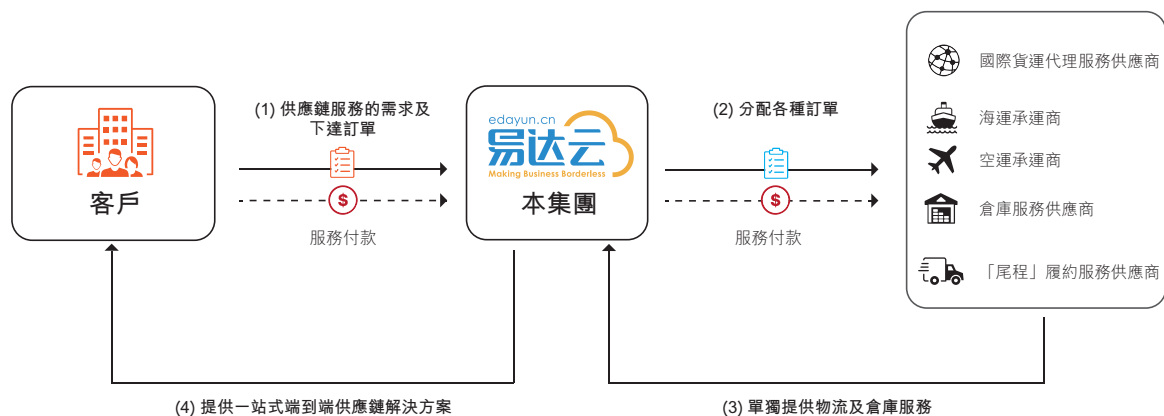 (1) 供應鏈服務的需求及
下達訂單
客戶
$
服務付款
edayun.cn
易达云
Making Business Borderless
本集團
(2) 分配各種訂單
$
服務付款
國際貨運代理服務供應商
海運承運商
空運承運商
倉庫服務供應商
「尾程」履約服務供應商
(4) 提供一站式端到端供應鏈解決方案
(3) 單獨提供物流及倉庫服務